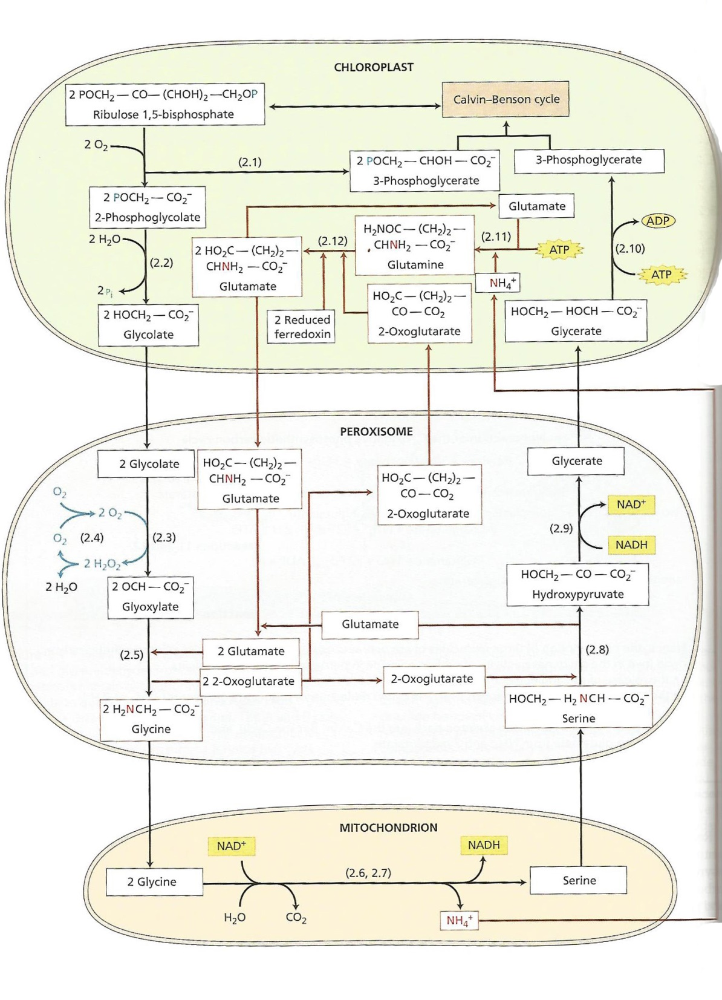 CHLOROPLAST
2 POCH₂ — CO— (CHOH)₂—CH₂OP
Ribulose 1,5-bisphosphate
Calvin–Benson cycle
2 O₂
(2.1)
2 POCH₂— CHOH — CO₂⁻
3-Phosphoglycerate
3-Phosphoglycerate
2 POCH₂ — CO₂⁻
2-Phosphoglycolate
2 H₂O
(2.2)
2 Pᵢ
2 HOCH₂ — CO₂⁻
Glycolate
Glutamate
2 HO₂C — (CH₂)₂—
CHNH₂ — CO₂⁻
Glutamate
(2.12)
H₂NOC — (CH₂)₂—
CHNH₂ — CO₂⁻
Glutamine
(2.11)
ATP
NH₄⁺
2 Reduced
ferredoxin
HO₂C — (CH₂)₂—
CO — CO₂
2-Oxoglutarate
ADP
(2.10)
ATP
HOCH₂— HOCH — CO₂⁻
Glycerate
PEROXISOME
2 Glycolate
HO₂C — (CH₂)₂—
CHNH₂ — CO₂⁻
Glutamate
HO₂C— (CH₂)₂—
CO — CO₂
2-Oxoglutarate
Glycerate
O₂
2 O₂
O₂
(2.4)
(2.3)
2 H₂O₂
2 H₂O
NAD⁺
(2.9)
NADH
2 OCH — CO₂⁻
Glyoxylate
HOCH₂— CO — CO₂⁻
Hydroxypyruvate
Glutamate
(2.5)
2 Glutamate
(2.8)
2 2-Oxoglutarate
2-Oxoglutarate
2 H₂NCH₂— CO₂⁻
Glycine
HOCH₂— H₂ NCH — CO₂⁻
Serine
MITOCHONDRION
NAD⁺
NADH
2 Glycine
(2.6, 2.7)
Serine
H₂O
CO₂
NH₄⁺